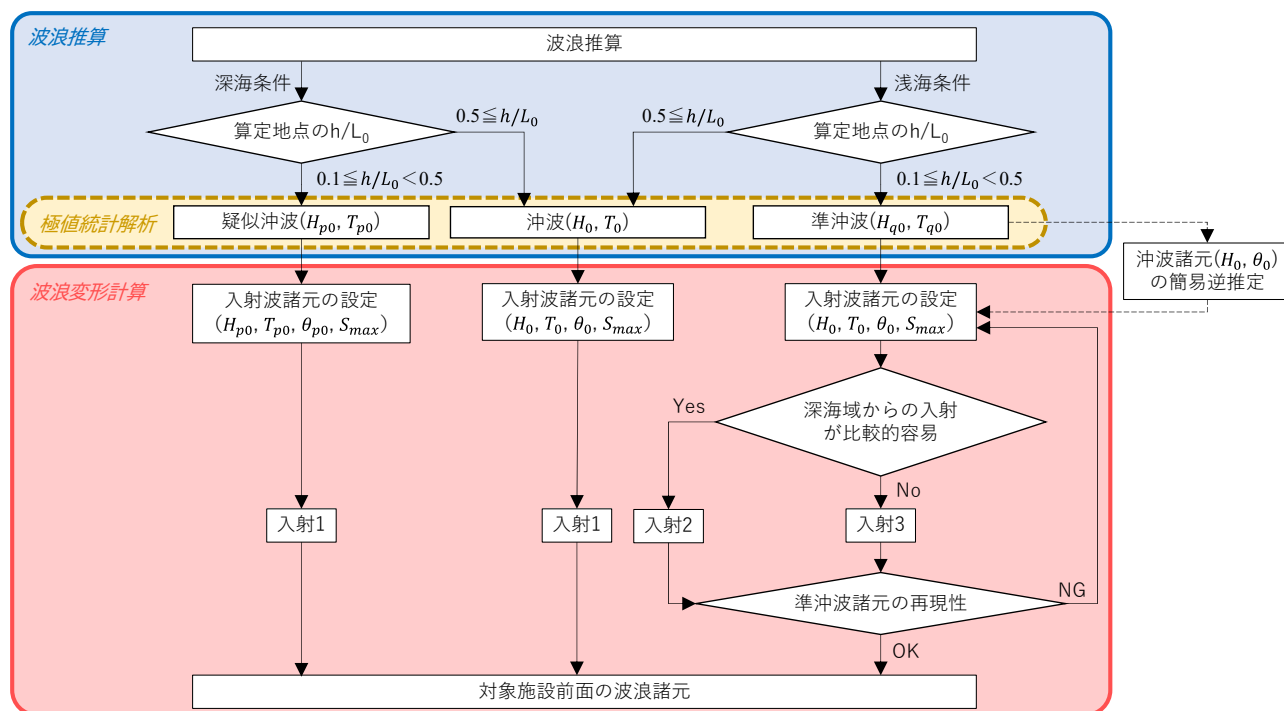 波浪推算
波浪推算
深海条件
浅海条件
算定地点のh/L₀
0.5≦h/L₀
0.5≦h/L₀
算定地点のh/L₀
0.1≦h/L₀<0.5
0.1≦h/L₀<0.5
極値統計解析
疑似沖波(Hₚ₀, Tₚ₀)
沖波(H₀, T₀)
準沖波(H_q0, T_q0)
沖波諸元(H₀, θ₀)
の簡易逆推定
波浪変形計算
入射波諸元の設定
(Hₚ₀, Tₚ₀, θₚ₀, Sₘₐₓ)
入射波諸元の設定
(H₀, T₀, θ₀, Sₘₐₓ)
入射波諸元の設定
(H₀, T₀, θ₀, Sₘₐₓ)
Yes
深海域からの入射
が比較的容易
No
入射1
入射1
入射2
入射3
準沖波諸元の再現性
NG
OK
対象施設前面の波浪諸元